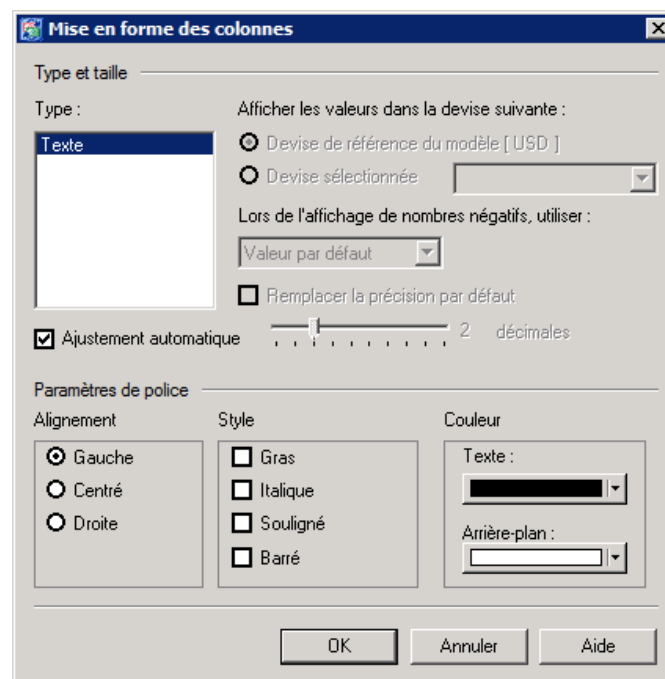 Mise en forme des colonnes
Type et taille
Type :
Texte
Afficher les valeurs dans la devise suivante :
Devise de référence du modèle [ USD ]
Devise sélectionnée
Lors de l'affichage de nombres négatifs, utiliser :
Valeur par défaut
Remplacer la précision par défaut
Ajustement automatique
2 décimales
Paramètres de police
Alignement
Gauche
Centré
Droite
Style
Gras
Italique
Souligné
Barré
Couleur
Texte :
Arrière-plan :
OK Annuler Aide